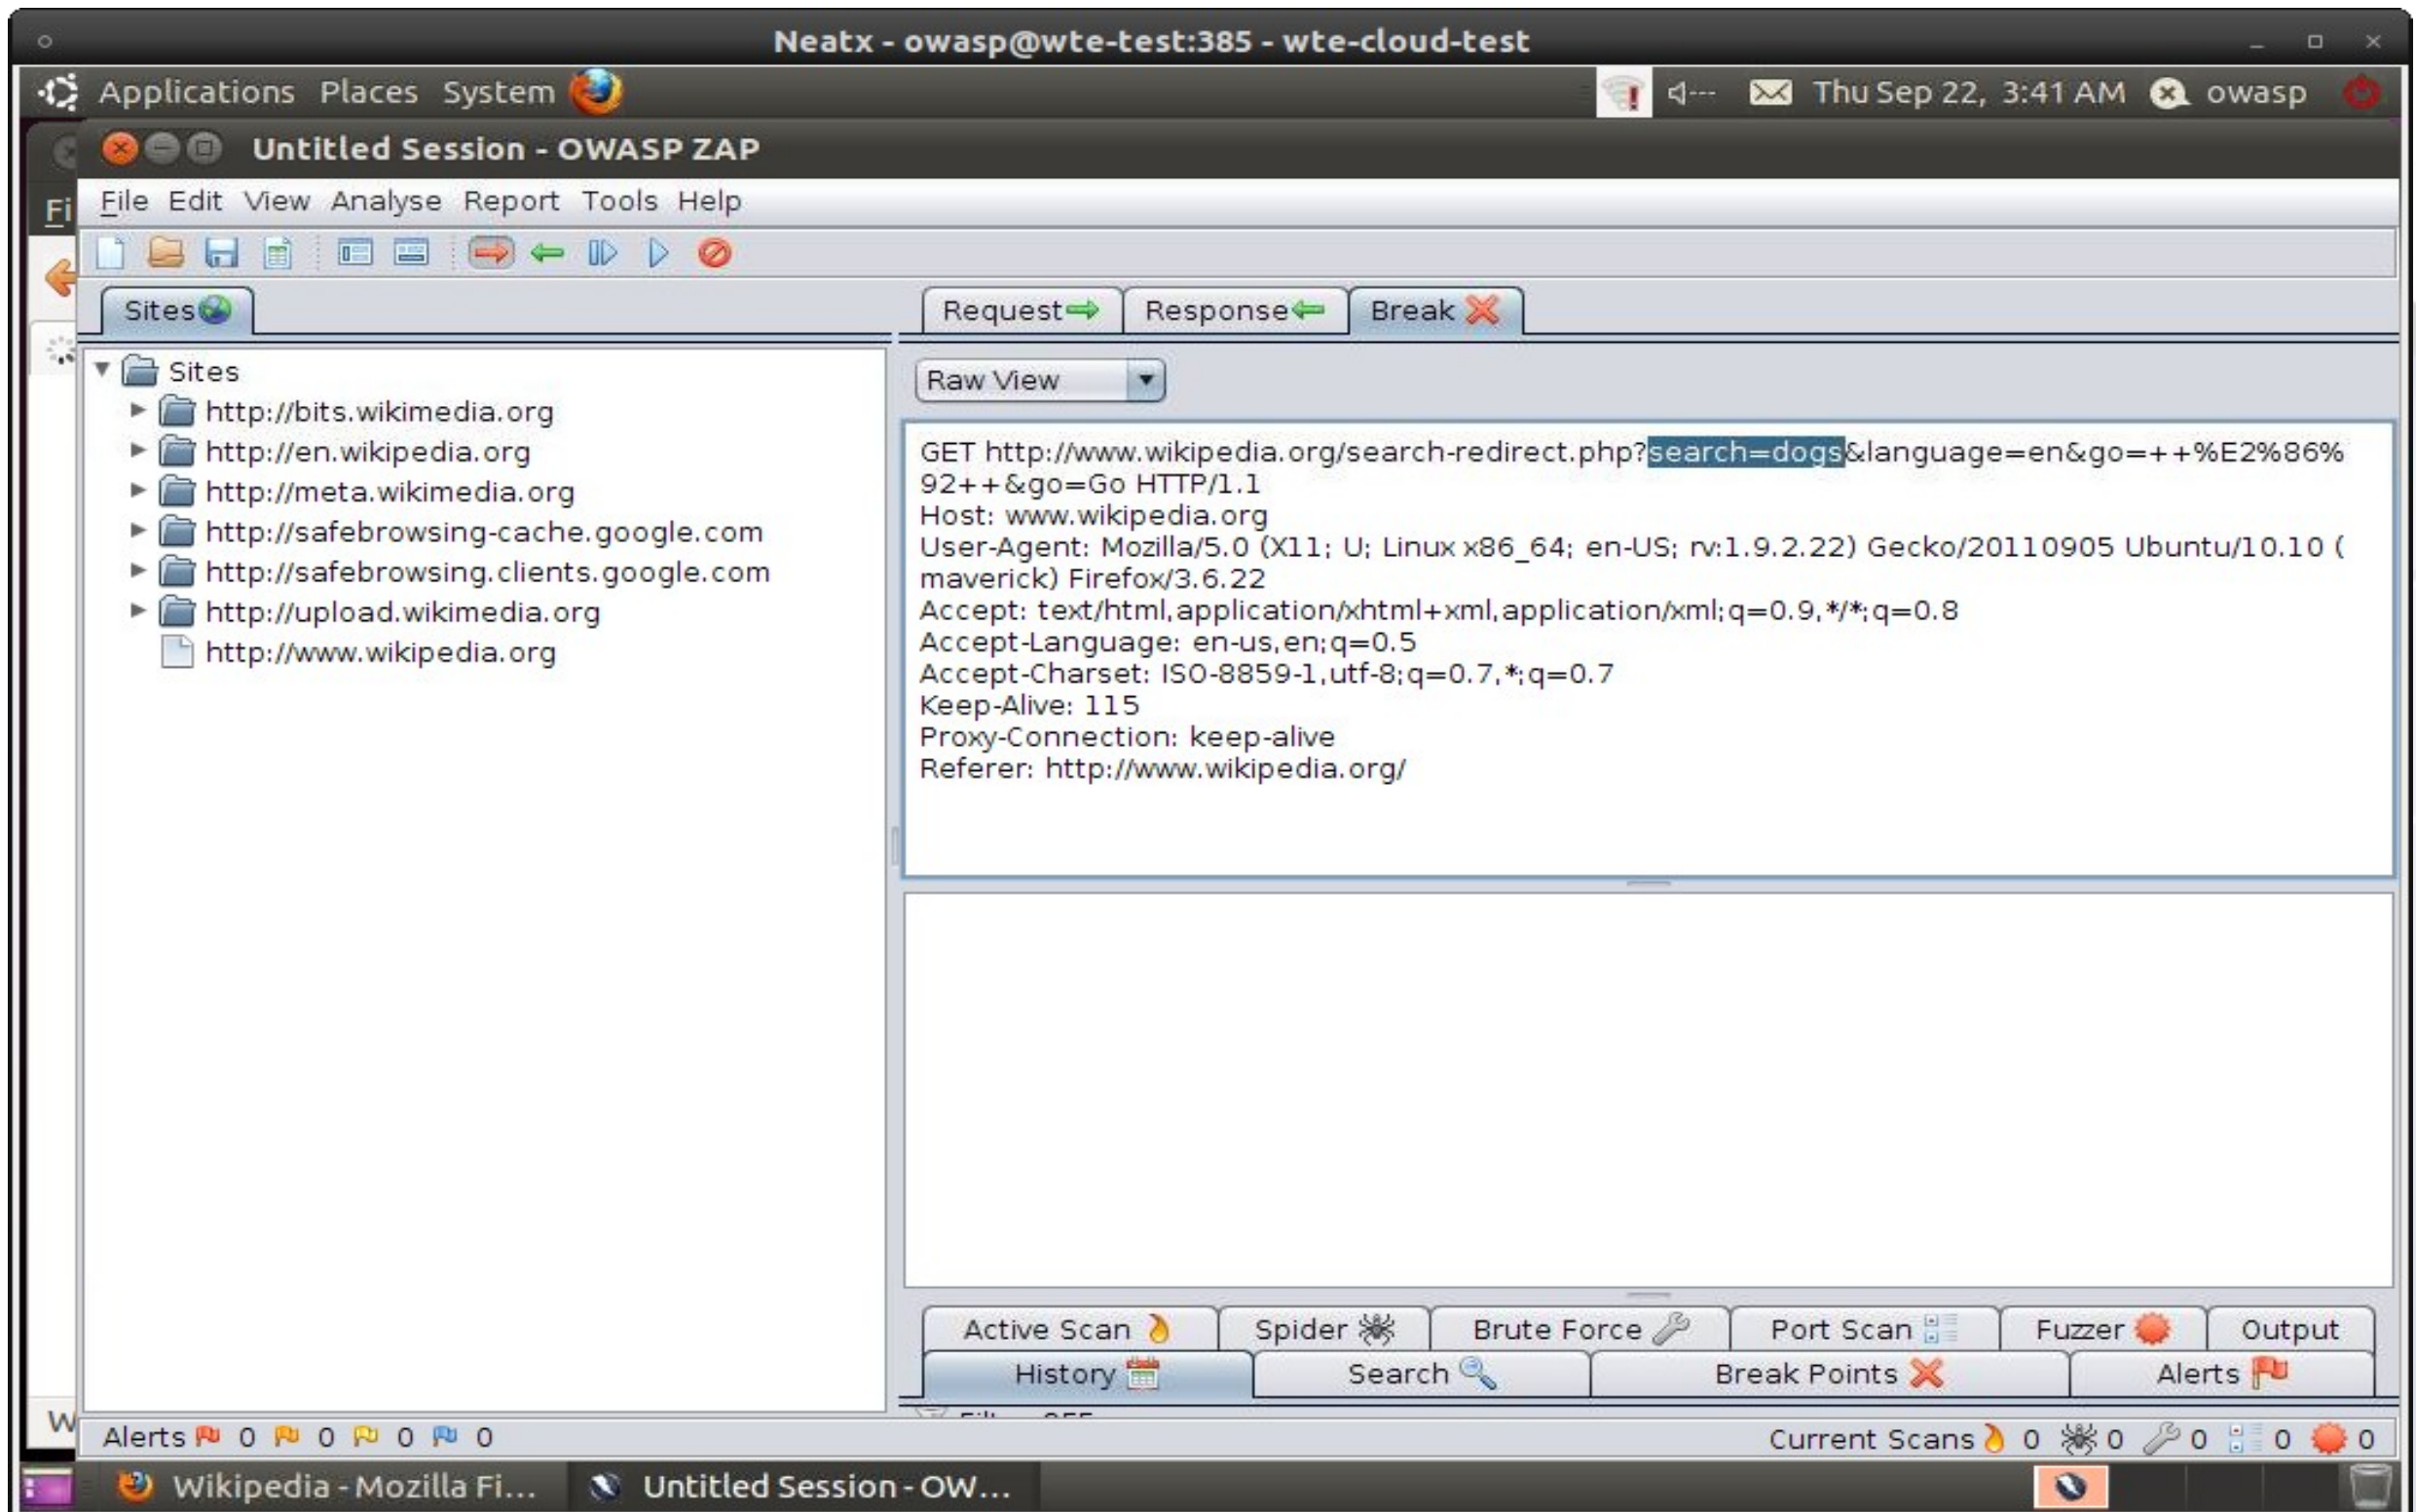 Neatx - owasp@wte-test:385 - wte-cloud-test
Applications Places System
Thu Sep 22, 3:41 AM owasp
Untitled Session - OWASP ZAP
Fi
File Edit View Analyse Report Tools Help
Sites
Request Response Break
Sites
http://bits.wikimedia.org
http://en.wikipedia.org
http://meta.wikimedia.org
http://safebrowsing-cache.google.com
http://safebrowsing.clients.google.com
http://upload.wikimedia.org
http://www.wikipedia.org
Raw View
GET http://www.wikipedia.org/search-redirect.php?search=dogs&language=en&go=++%E2%86%
92++&go=Go HTTP/1.1
Host: www.wikipedia.org
User-Agent: Mozilla/5.0 (X11; U; Linux x86_64; en-US; rv:1.9.2.22) Gecko/20110905 Ubuntu/10.10 (
maverick) Firefox/3.6.22
Accept: text/html,application/xhtml+xml,application/xml;q=0.9,*/*;q=0.8
Accept-Language: en-us,en;q=0.5
Accept-Charset: ISO-8859-1,utf-8;q=0.7,*;q=0.7
Keep-Alive: 115
Proxy-Connection: keep-alive
Referer: http://www.wikipedia.org/
Active Scan Spider Brute Force Port Scan Fuzzer Output
History Search Break Points Alerts
W
Alerts 0 0 0 0
Current Scans 0 0 0 0 0
Wikipedia - Mozilla Fi... Untitled Session - OW...